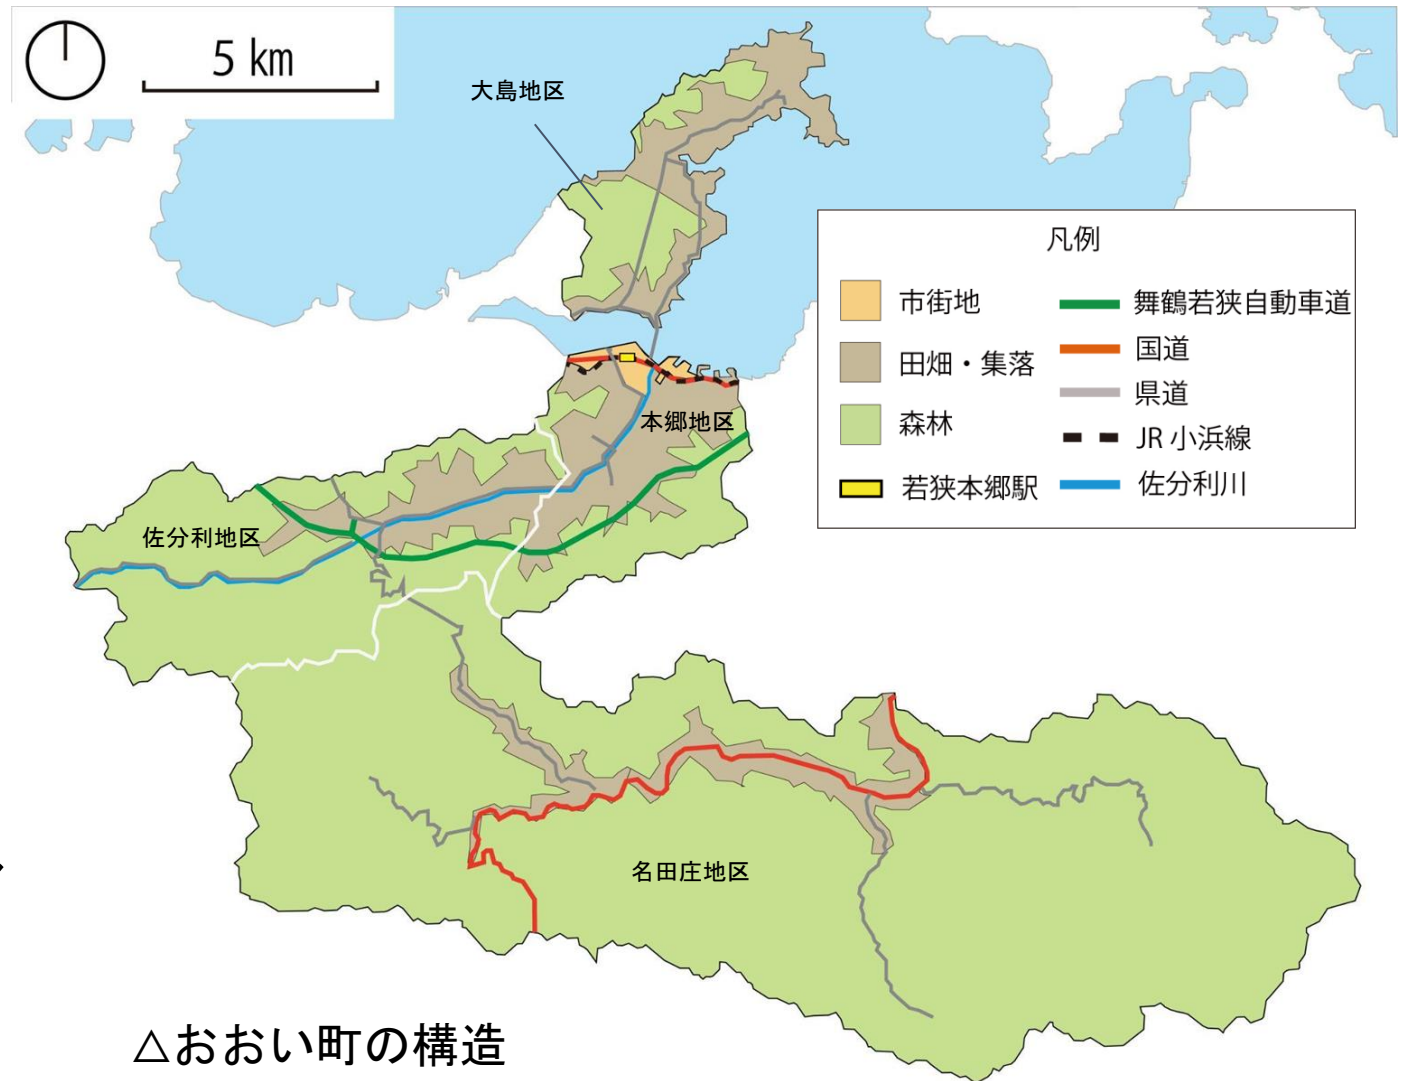 5 km
大島地区
凡例
市街地
田畑・集落
森林
若狭本郷駅
舞鶴若狭自動車道
国道
県道
JR 小浜線
佐分利川
本郷地区
佐分利地区
名田庄地区
△おおい町の構造